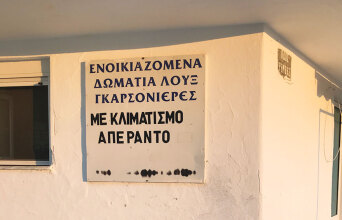 ΕΝΟΙΚΙΑΖΟΜΕΝΑ
ΔΩΜΑΤΙΑ ΛΟΥΞ
ΓΚΑΡΣΟΝΙΕΡΕΣ
ΜΕ ΚΛΙΜΑΤΙΣΜΟ
ΑΠΕΡΑΝΤΟ